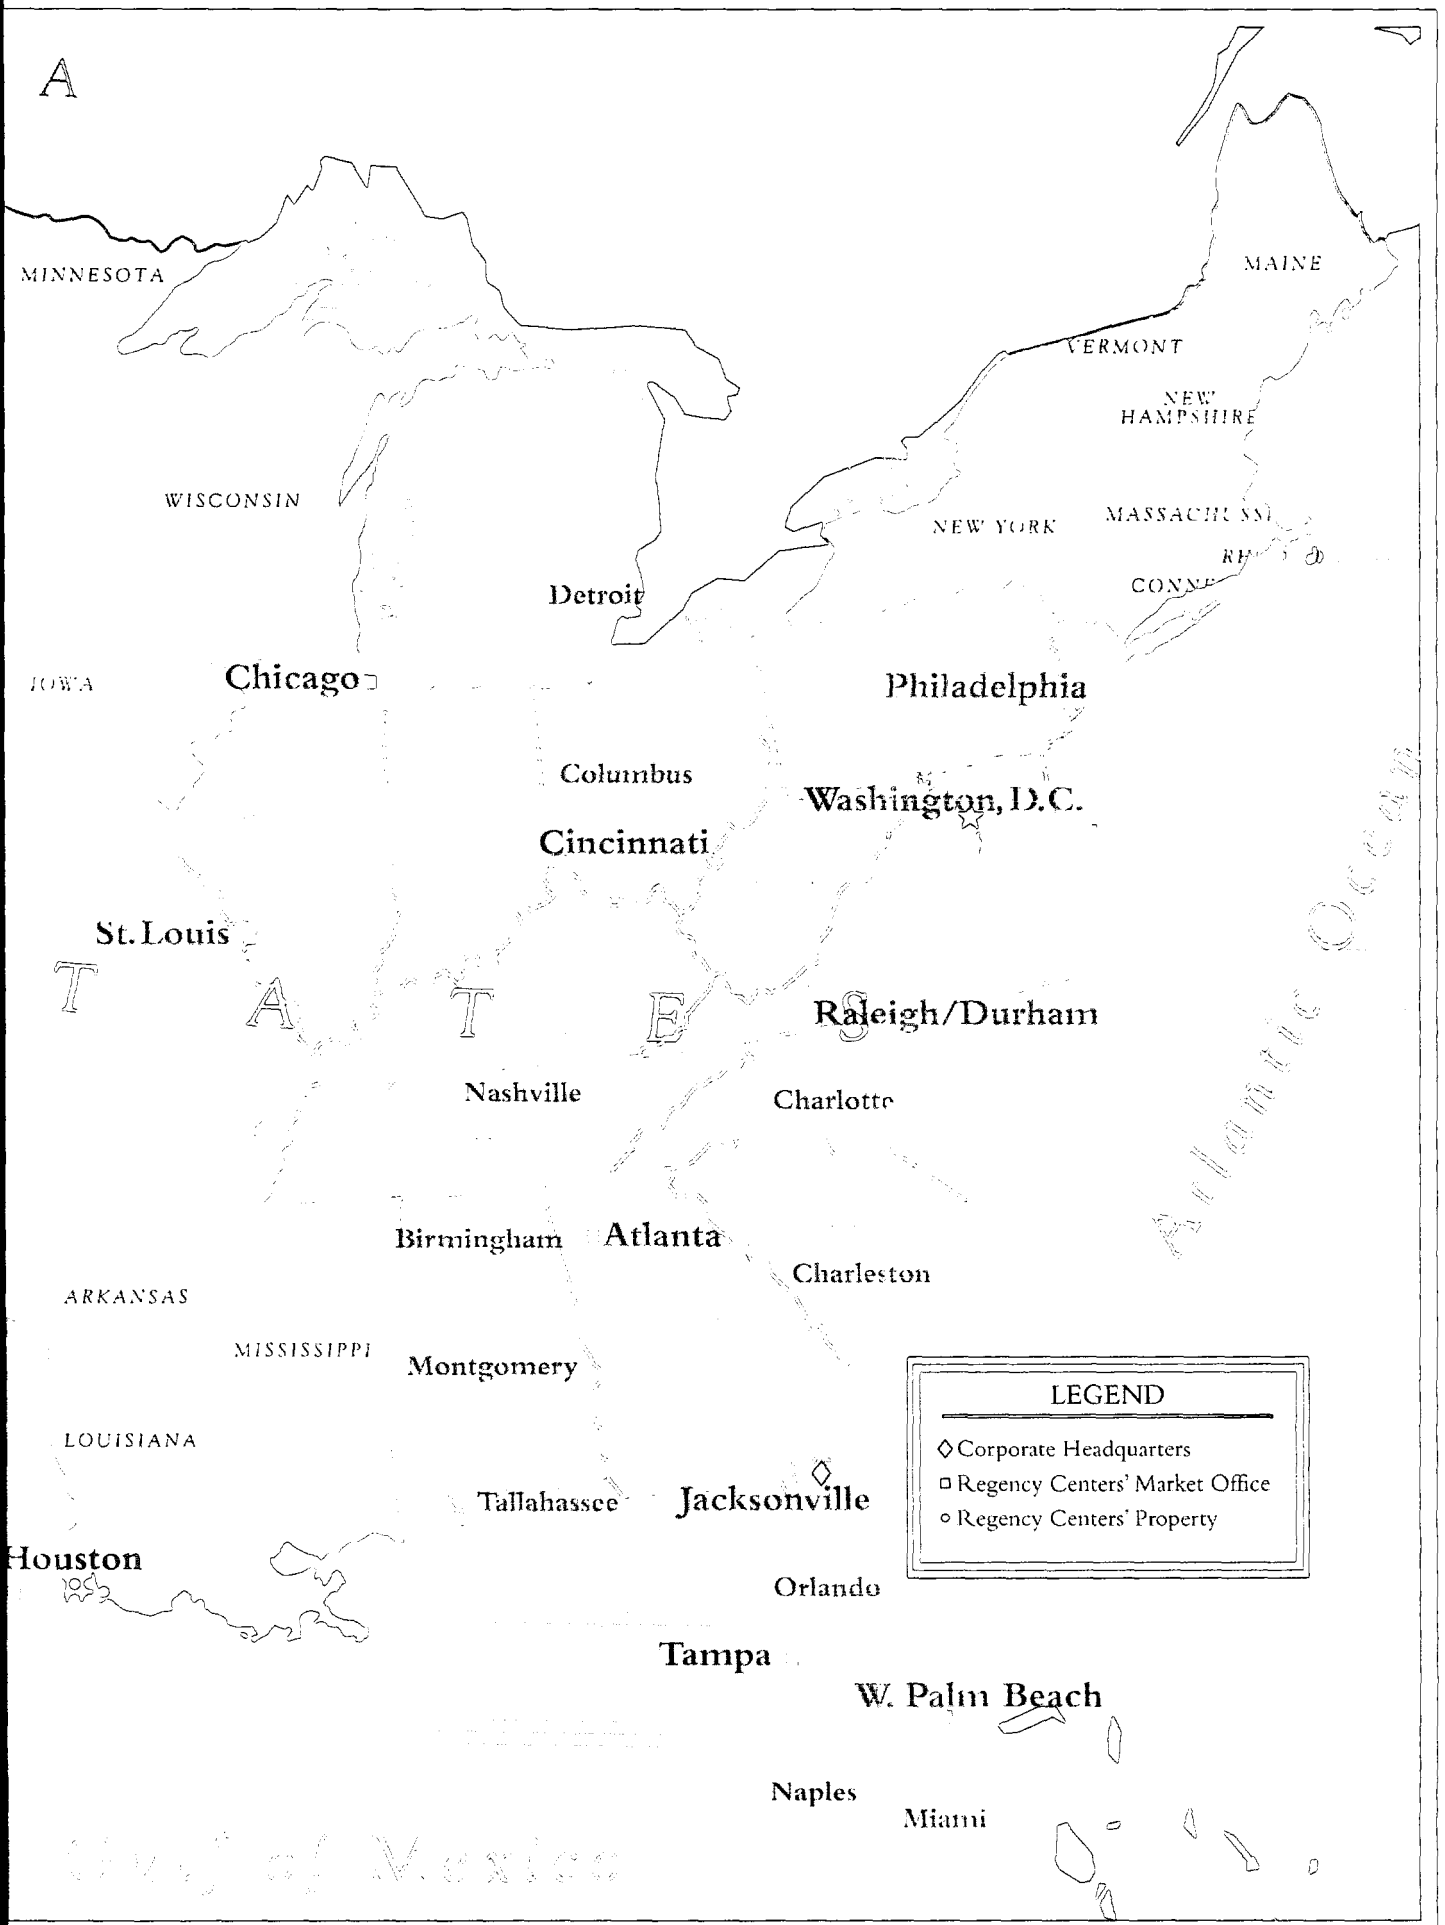 A
MINNESOTA
MAINE
VERMONT
NEW
HAMPSHIRE
WISCONSIN
NEW YORK
Detroit
IOWA
Chicago
Philadelphia
Columbus
Washington, D.C.
Cincinnati
St. Louis
T A T E S
Raleigh/Durham
Atlantic Ocean
Nashville
Charlotte
Birmingham
Atlanta
Charleston
ARKANSAS
MISSISSIPPI
Montgomery
LEGEND
Corporate Headquarters
Regency Centers' Market Office
Regency Centers' Property
LOUISIANA
Tallahassee
Jacksonville
Houston
Orlando
Tampa
W. Palm Beach
Naples
Miami
Gulf of Mexico